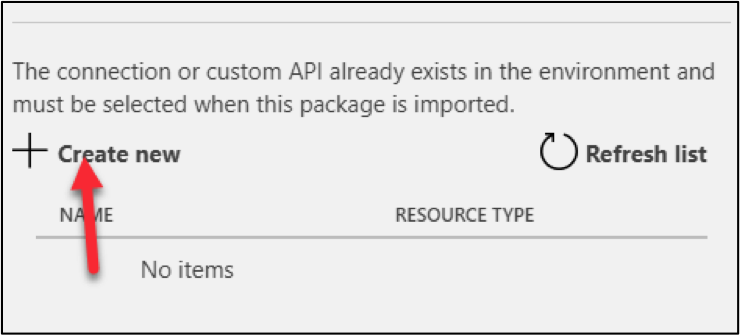 The connection or custom API already exists in the environment and
must be selected when this package is imported.
Create new Refresh list
NAME RESOURCE TYPE
No items